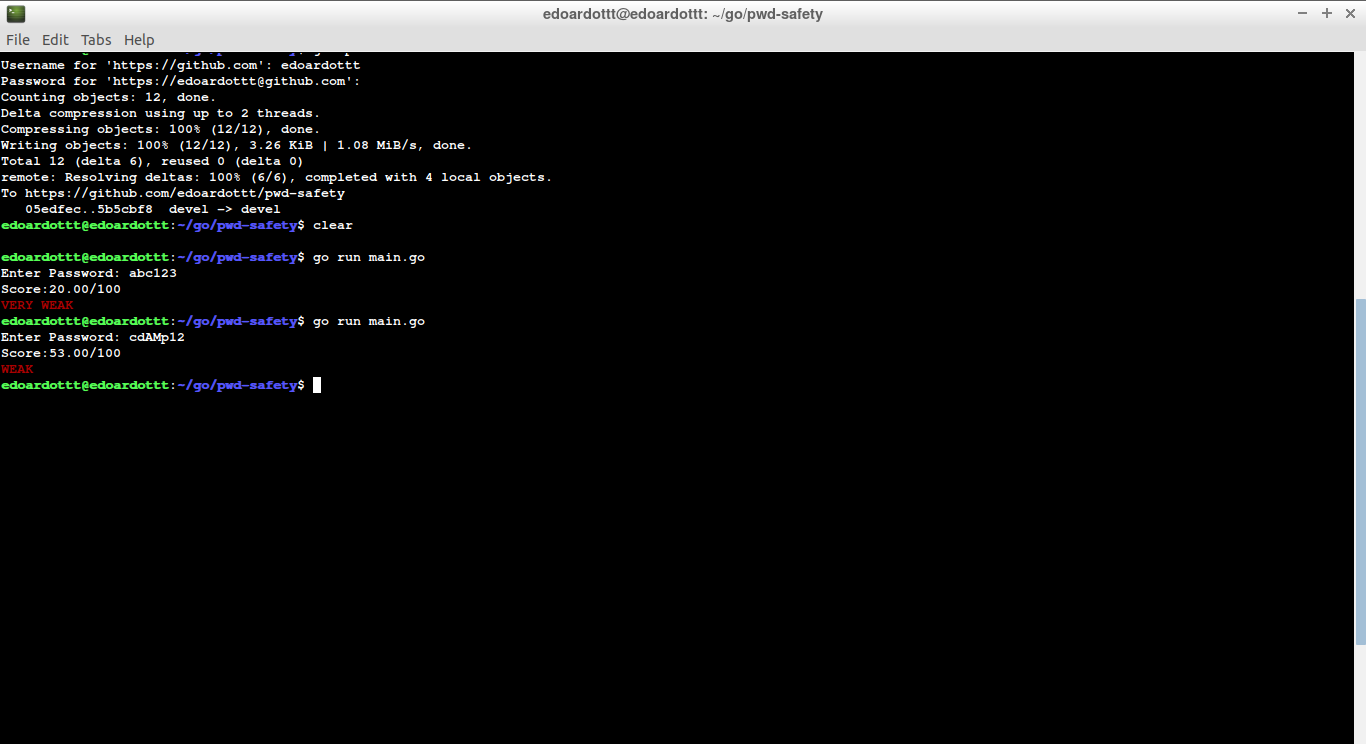 edoardottt@edoardottt: ~/go/pwd-safety
File Edit Tabs Help
Username for 'https://github.com': edoardottt
Password for 'https://edoardottt@github.com':
Counting objects: 12, done.
Delta compression using up to 2 threads.
Compressing objects: 100% (12/12), done.
Writing objects: 100% (12/12), 3.26 KiB | 1.08 MiB/s, done.
Total 12 (delta 6), reused 0 (delta 0)
remote: Resolving deltas: 100% (6/6), completed with 4 local objects.
To https://github.com/edoardottt/pwd-safety
   05edfec..5b5cbf8  devel -> devel
edoardottt@edoardottt:~/go/pwd-safety$ clear
edoardottt@edoardottt:~/go/pwd-safety$ go run main.go
Enter Password: abc123
Score:20.00/100
VERY WEAK
edoardottt@edoardottt:~/go/pwd-safety$ go run main.go
Enter Password: cdAMp12
Score:53.00/100
WEAK
edoardottt@edoardottt:~/go/pwd-safety$